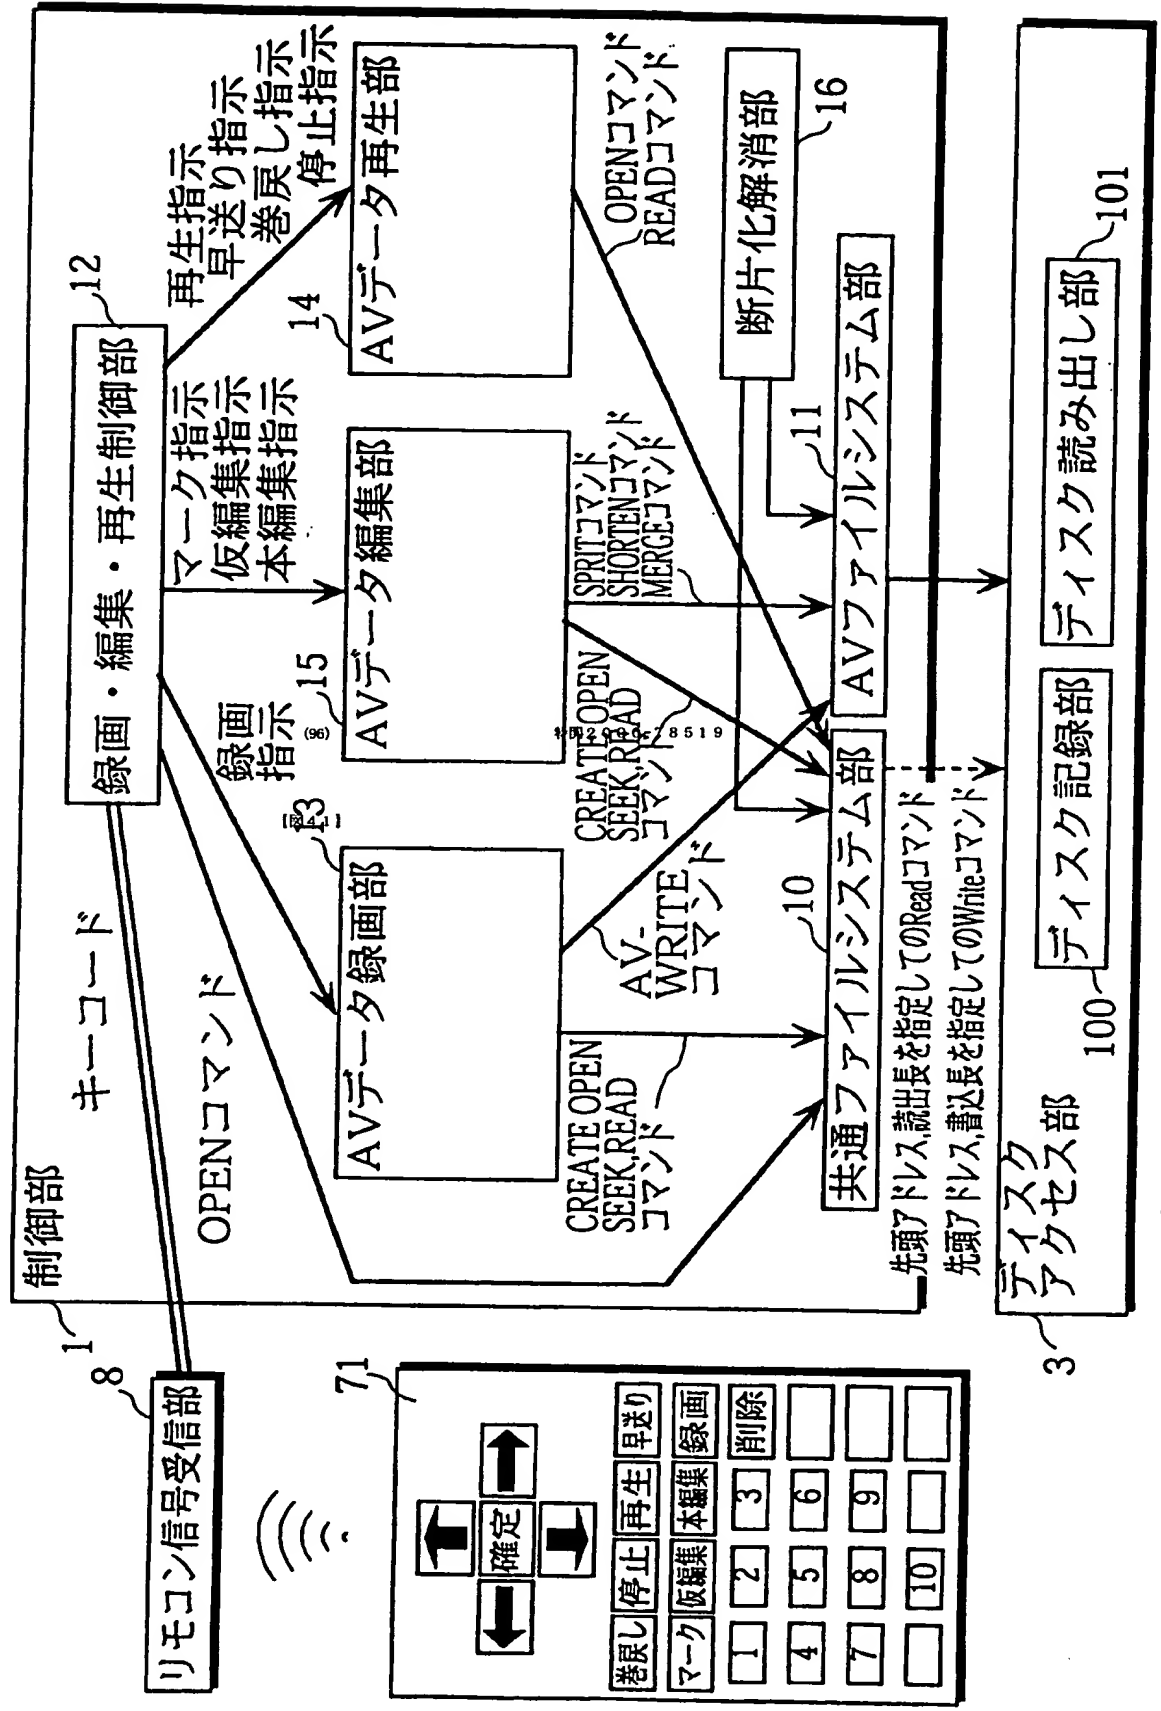 リモコン信号受信部
8
1
制御部
キーコード
OPENコマンド
録画・編集・再生制御部
12
録画
指示
マーク指示
仮編集指示
本編集指示
再生指示
早送り指示
巻戻し指示
停止指示
(96)
【図41】
13
AVデータ録画部
15
AVデータ編集部
14
AVデータ再生部
CREATE OPEN
SEEK,READ
コマンド
AV-
WRITE
コマンド
CREATE OPEN
SEEK,READ
コマンド
SPRITコマンド
SHORTENコマンド
MERGEコマンド
OPENコマンド
READコマンド
断片化解消部
16
10
共通ファイルシステム部
11
AVファイルシステム部
先頭アドレス,読出長を指定してのReadコマンド
先頭アドレス,書込長を指定してのWriteコマンド
ディスク
アクセス部
3
100
ディスク記録部
ディスク読み出し部
101
71
確定
巻戻し 停止 再生 早送り
マーク 仮編集 本編集 録画
1 2 3 削除
4 5 6
7 8 9
10